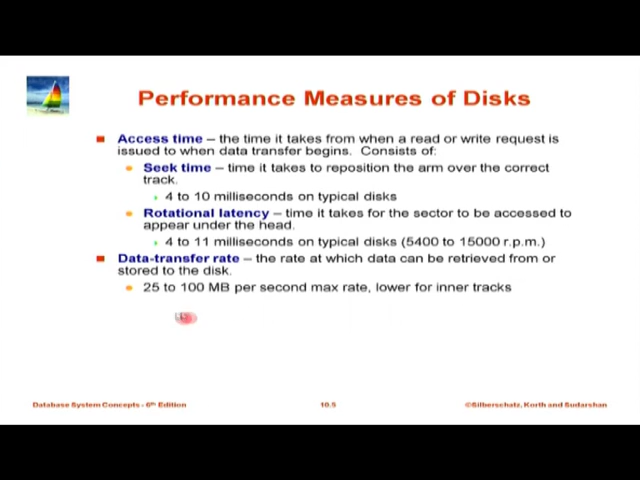 Performance Measures of Disks
Access time – the time it takes from when a read or write request is
issued to when data transfer begins. Consists of:
Seek time – time it takes to reposition the arm over the correct
track.
4 to 10 milliseconds on typical disks
Rotational latency – time it takes for the sector to be accessed to
appear under the head.
4 to 11 milliseconds on typical disks (5400 to 15000 r.p.m.)
Data-transfer rate – the rate at which data can be retrieved from or
stored to the disk.
25 to 100 MB per second max rate, lower for inner tracks
Database System Concepts - 6th Edition
10.5
©Silberschatz, Korth and Sudarshan